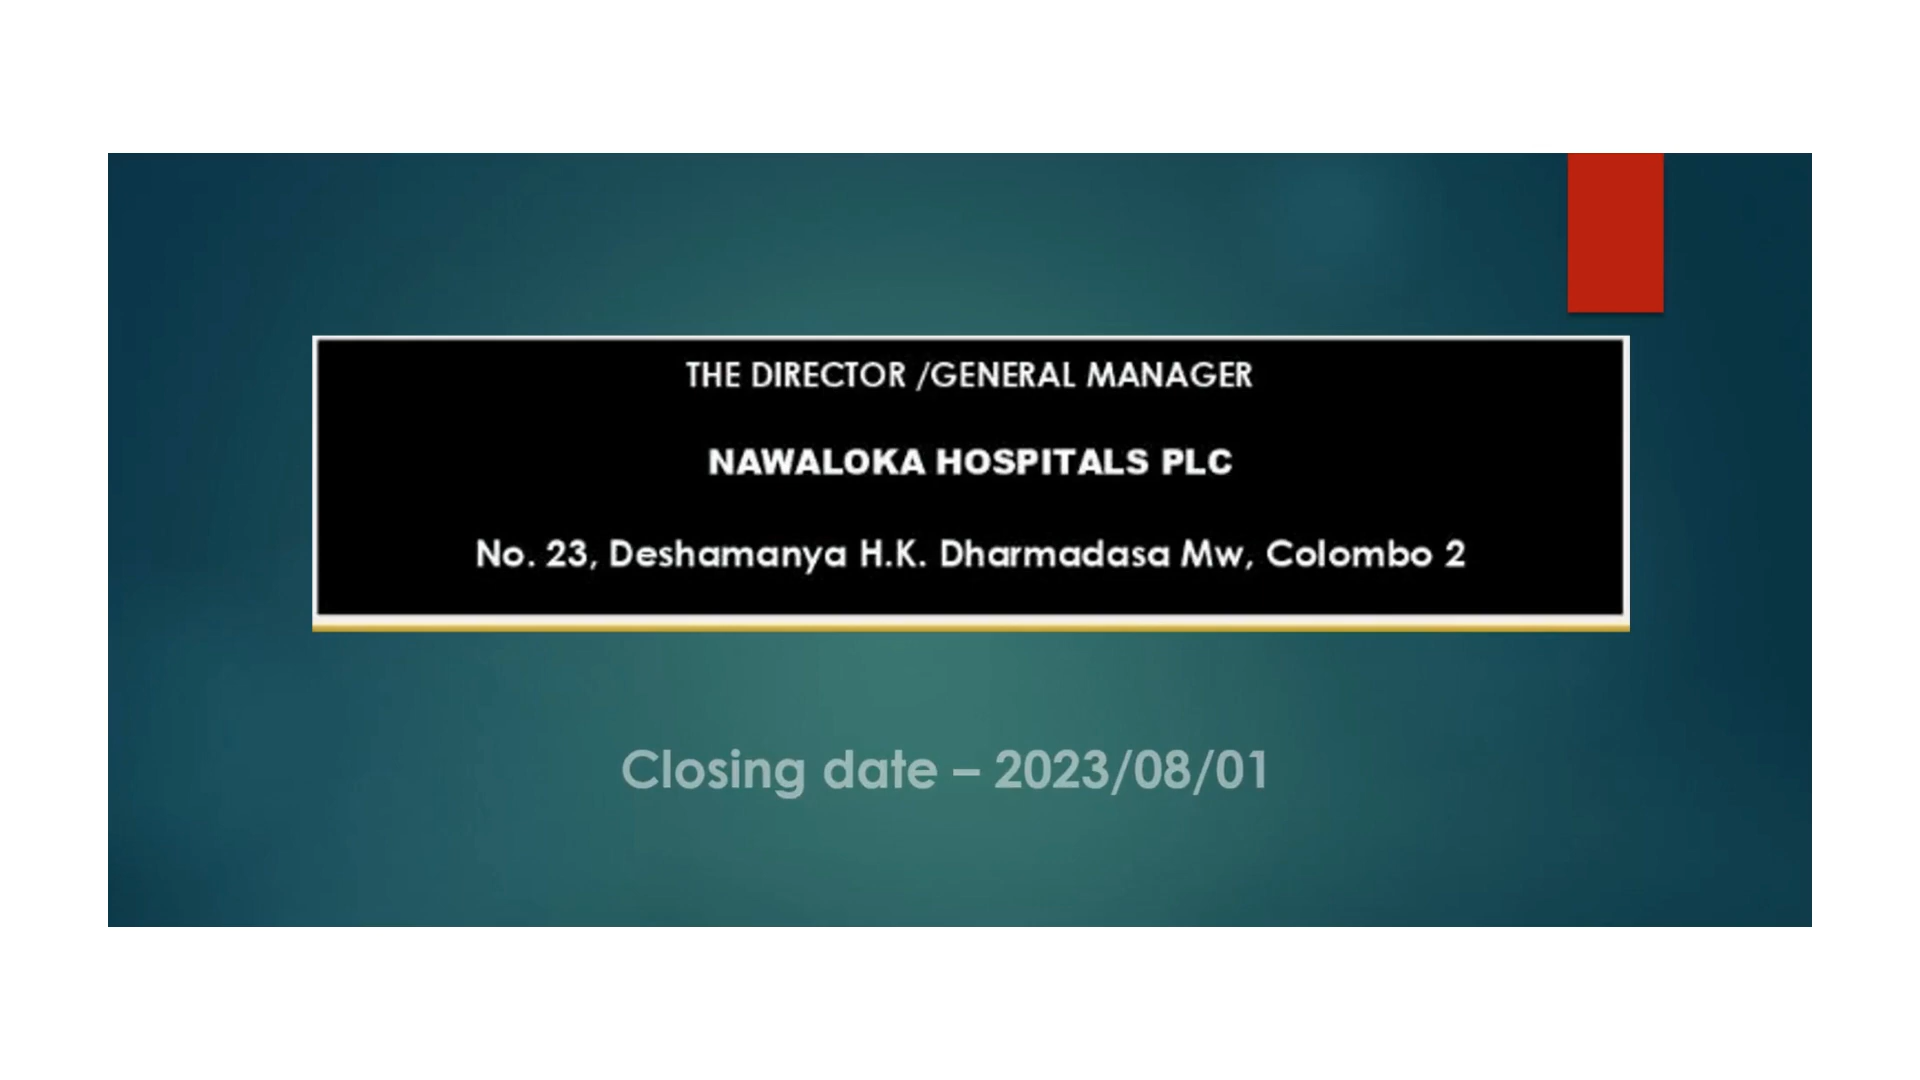 THE DIRECTOR /GENERAL MANAGER
NAWALOKA HOSPITALS PLC
No. 23, Deshamanya H.K. Dharmadasa Mw, Colombo 2
Closing date – 2023/08/01